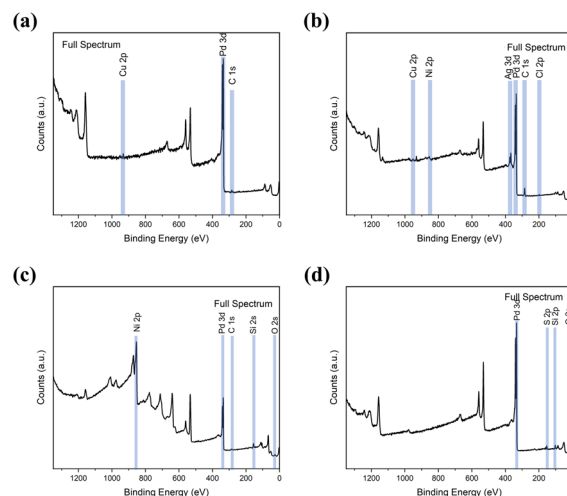 (a)
Full Spectrum
Cu 2p
Pd 3d
C 1s
Counts (a.u.)
1200 1000 800 600 400 200 0
Binding Energy (eV)
(b)
Full Spectrum
Cu 2p
Ni 2p
Ag 3d
Pd 3d
C 1s
Cl 2p
Counts (a.u.)
1200 1000 800 600 400 200 0
Binding Energy (eV)
(c)
Full Spectrum
Ni 2p
Pd 3d
C 1s
Si 2s
O 2s
Counts (a.u.)
1200 1000 800 600 400 200 0
Binding Energy (eV)
(d)
Full Spectrum
Pd 3d
S 2p
Si 2p
Counts (a.u.)
1200 1000 800 600 400 200 0
Binding Energy (eV)